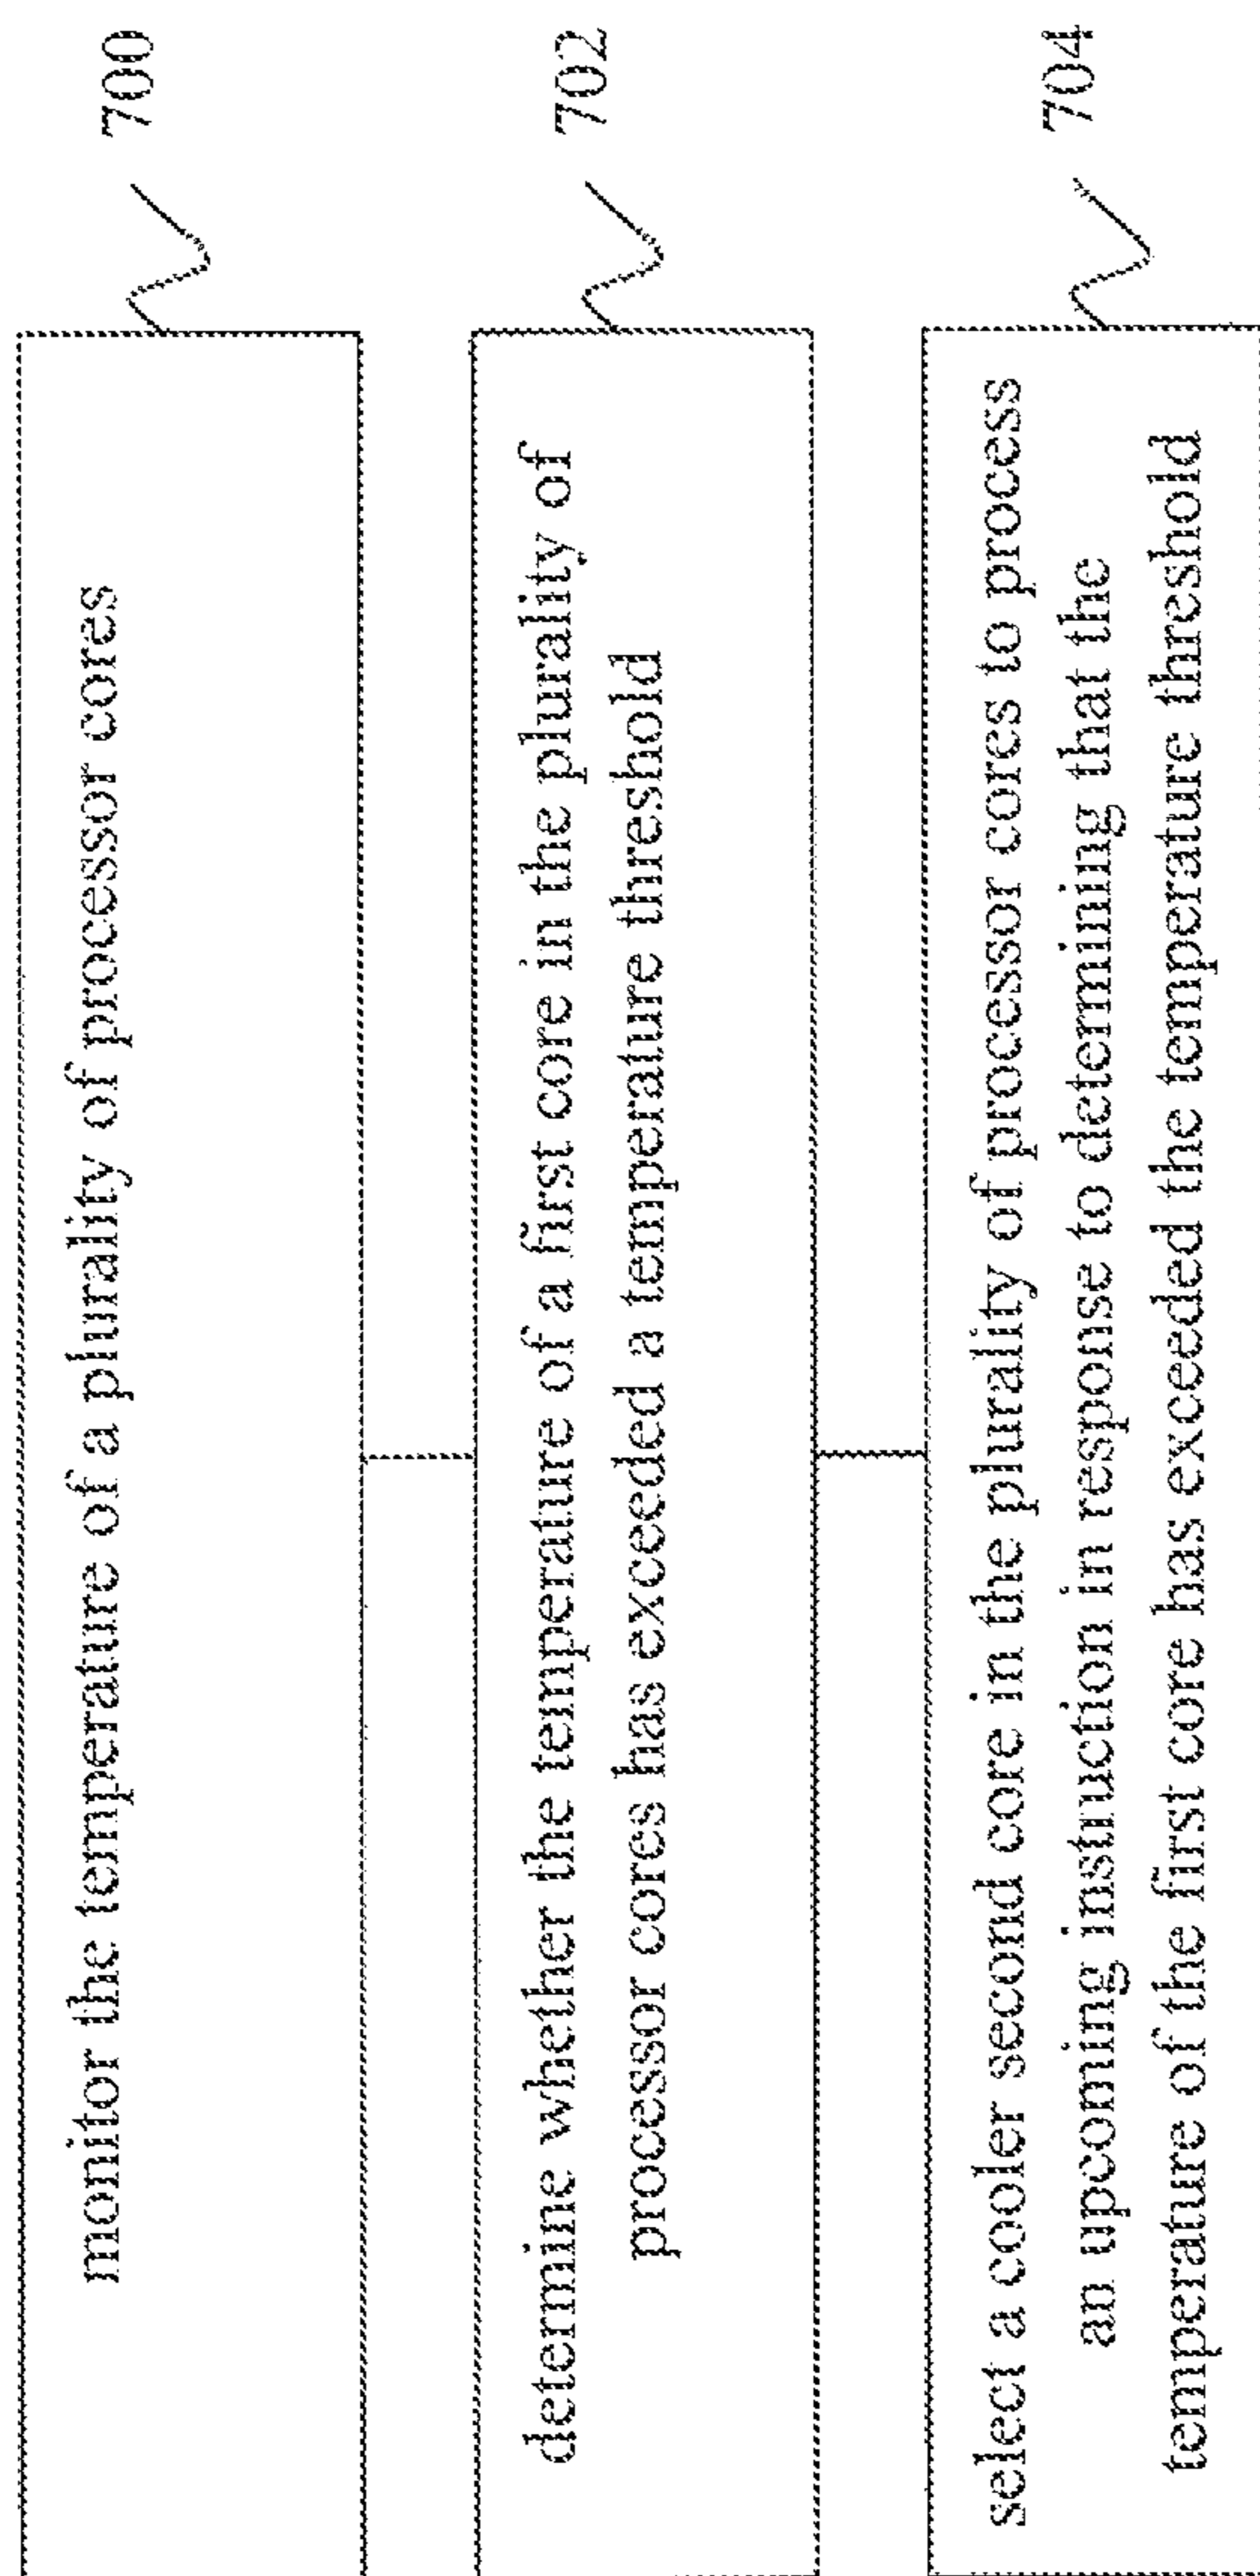 monitor the temperature of a plurality of processor cores
700
determine whether the temperature of a first core in the plurality of
processor cores has exceeded a temperature threshold
702
select a cooler second core in the plurality of processor cores to process
an upcoming instruction in response to determining that the
temperature of the first core has exceeded the temperature threshold
704